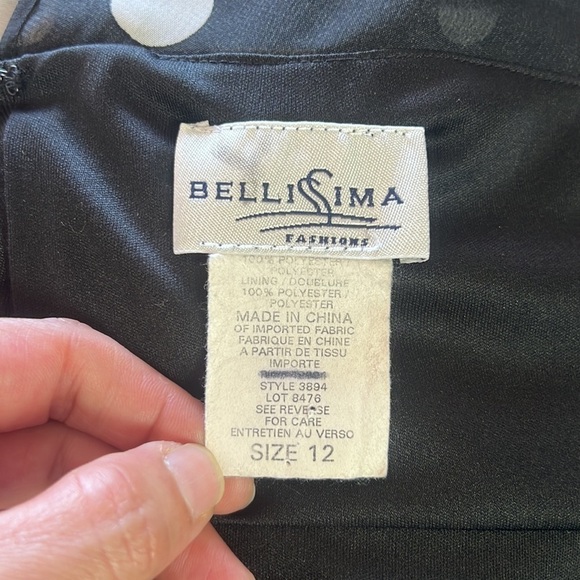 BELLISSIMA
FASHIONS
100% POLYESTER
POLYESTER
LINING / DOUBLURE
100% POLYESTER /
POLYESTER
MADE IN CHINA
OF IMPORTED FABRIC
FABRIQUE EN CHINE
A PARTIR DE TISSU
IMPORTE
STYLE 3894
LOT 8476
SEE REVERSE
FOR CARE
ENTRETIEN AU VERSO
SIZE 12